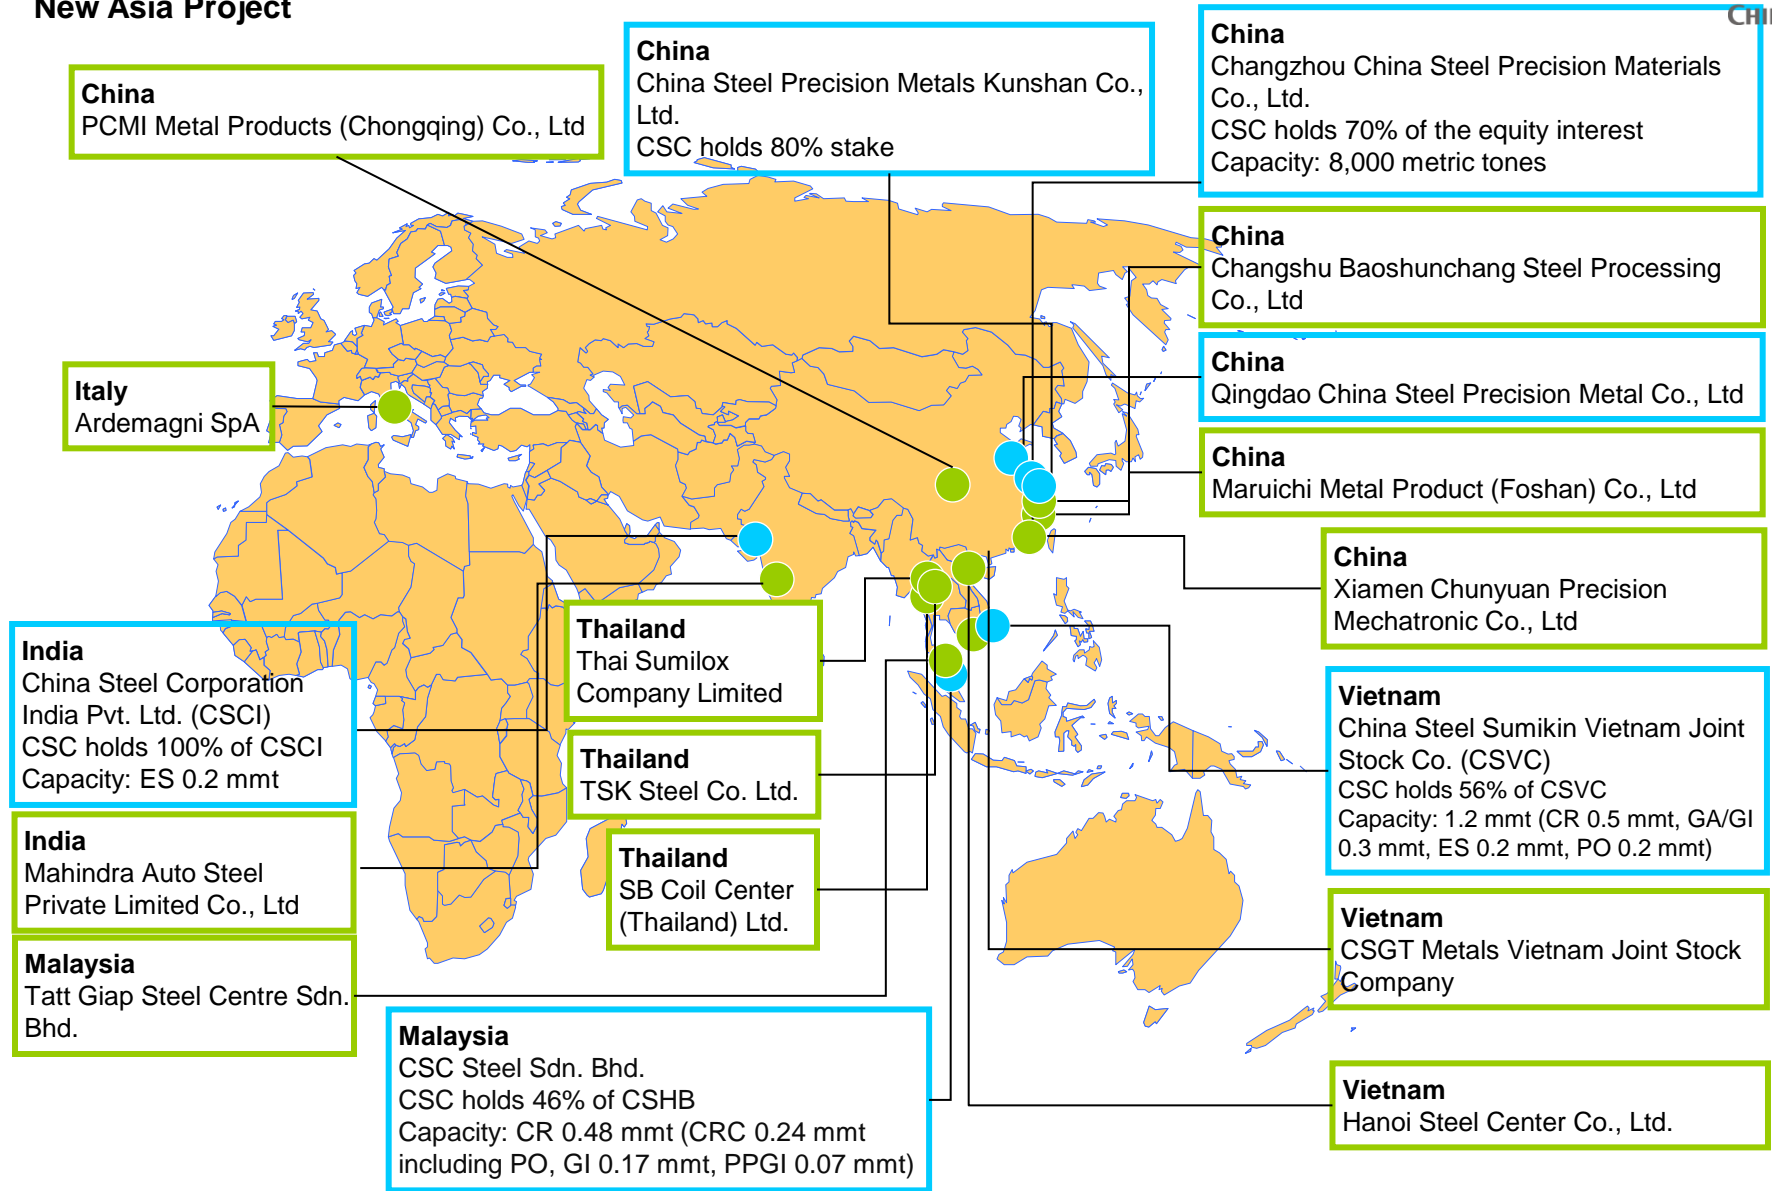 New Asia Project
China
PCMI Metal Products (Chongqing) Co., Ltd
China
China Steel Precision Metals Kunshan Co.,
Ltd.
CSC holds 80% stake
China
Changzhou China Steel Precision Materials
Co., Ltd.
CSC holds 70% of the equity interest
Capacity: 8,000 metric tones
China
Changshu Baoshunchang Steel Processing
Co., Ltd
China
Qingdao China Steel Precision Metal Co., Ltd
China
Maruichi Metal Product (Foshan) Co., Ltd
China
Xiamen Chunyuan Precision
Mechatronic Co., Ltd
Italy
Ardemagni SpA
India
China Steel Corporation
India Pvt. Ltd. (CSCI)
CSC holds 100% of CSCI
Capacity: ES 0.2 mmt
India
Mahindra Auto Steel
Private Limited Co., Ltd
Malaysia
Tatt Giap Steel Centre Sdn.
Bhd.
Thailand
Thai Sumilox
Company Limited
Thailand
TSK Steel Co. Ltd.
Thailand
SB Coil Center
(Thailand) Ltd.
Malaysia
CSC Steel Sdn. Bhd.
CSC holds 46% of CSHB
Capacity: CR 0.48 mmt (CRC 0.24 mmt
including PO, GI 0.17 mmt, PPGI 0.07 mmt)
Vietnam
China Steel Sumikin Vietnam Joint
Stock Co. (CSVC)
CSC holds 56% of CSVC
Capacity: 1.2 mmt (CR 0.5 mmt, GA/GI
0.3 mmt, ES 0.2 mmt, PO 0.2 mmt)
Vietnam
CSGT Metals Vietnam Joint Stock
Company
Vietnam
Hanoi Steel Center Co., Ltd.